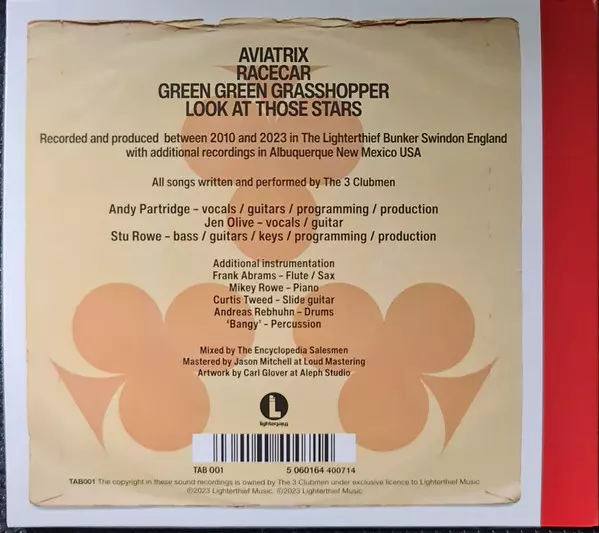 AVIATRIX
RACECAR
GREEN GREEN GRASSHOPPER
LOOK AT THOSE STARS
Recorded and produced between 2010 and 2023 in The Lighterthief Bunker Swindon England
with additional recordings in Albuquerque New Mexico USA
All songs written and performed by The 3 Clubmen
Andy Partridge – vocals / guitars / programming / production
Jen Olive – vocals / guitar
Stu Rowe – bass / guitars / keys / programming / production
Additional instrumentation
Frank Abrams – Flute / Sax
Mikey Rowe – Piano
Curtis Tweed – Slide guitar
Andreas Rebhuhn – Drums
‘Bangy’ – Percussion
Mixed by The Encyclopedia Salesmen
Mastered by Jason Mitchell at Loud Mastering
Artwork by Carl Glover at Aleph Studio
lighterthief
TAB 001 5 060164 400714
TAB001 The copyright in these sound recordings is owned by The 3 Clubmen under exclusive licence to Lighterthief Music
©2023 Lighterthief Music. ©2023 Lighterthief Music.